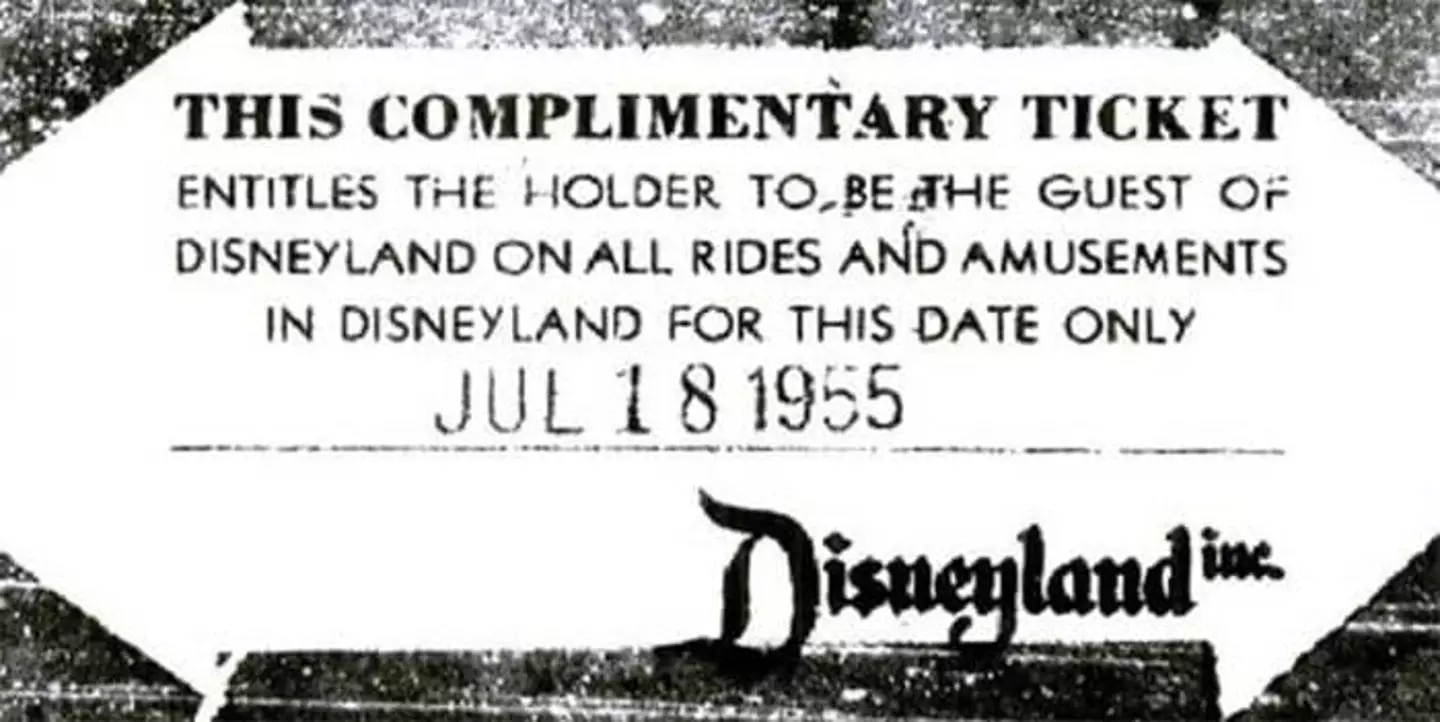 THIS COMPLIMENTARY TICKET
ENTITLES THE HOLDER TO BE THE GUEST OF
DISNEYLAND ON ALL RIDES AND AMUSEMENTS
IN DISNEYLAND FOR THIS DATE ONLY
JUL 18 1955
Disneyland inc.